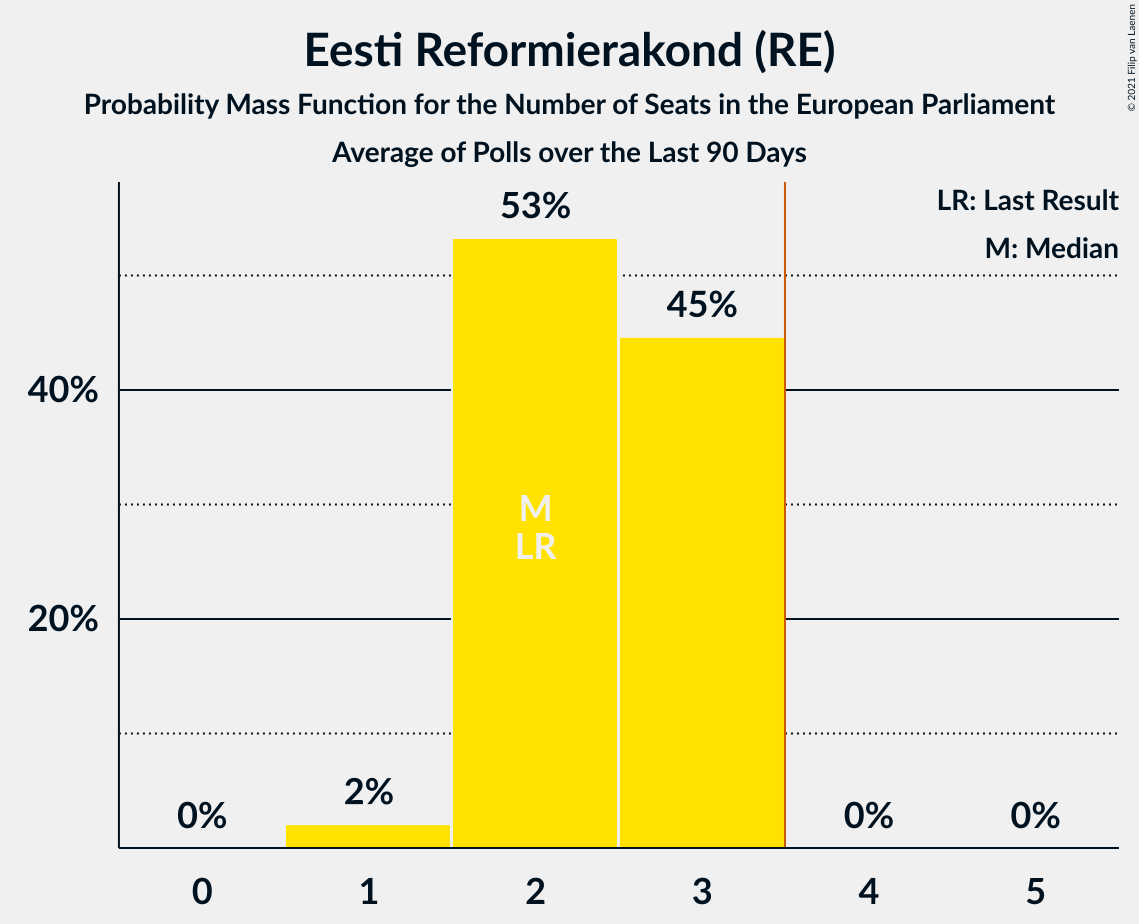 Eesti Reformierakond (RE)
Probability Mass Function for the Number of Seats in the European Parliament
Average of Polls over the Last 90 Days
© 2021 Filip van Laenen
LR: Last Result
M: Median
53%
45%
40%
M
LR
20%
2%
0%
0%
0%
0
1
2
3
4
5